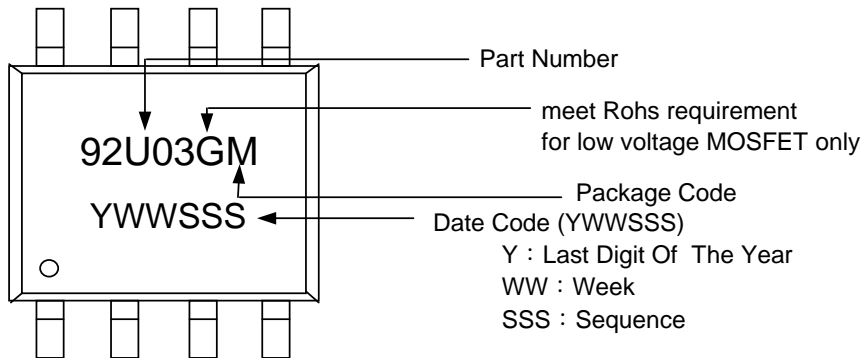 Part Number
meet Rohs requirement
for low voltage MOSFET only
92U03GM
Package Code
YWWSSS
Date Code (YWWSSS)
Y：Last Digit Of The Year
WW：Week
SSS：Sequence